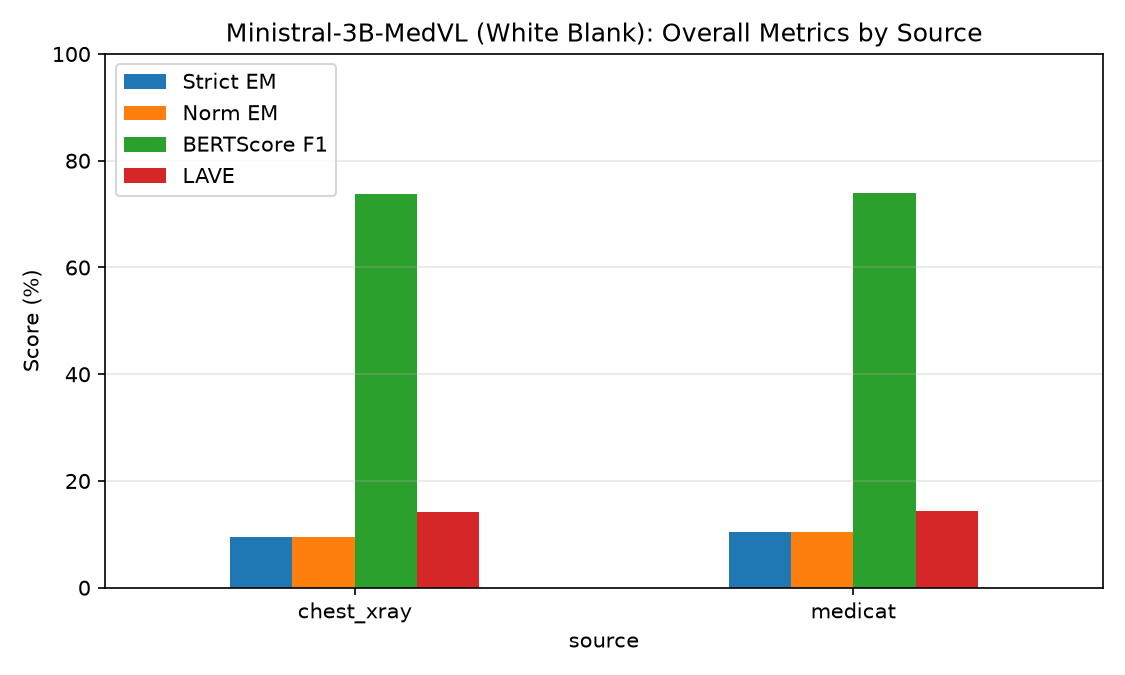 Ministral-3B-MedVL (White Blank): Overall Metrics by Source
100
80
60
40
20
0
Score (%)
Strict EM
Norm EM
BERTScore F1
LAVE
chest_xray
medicat
source